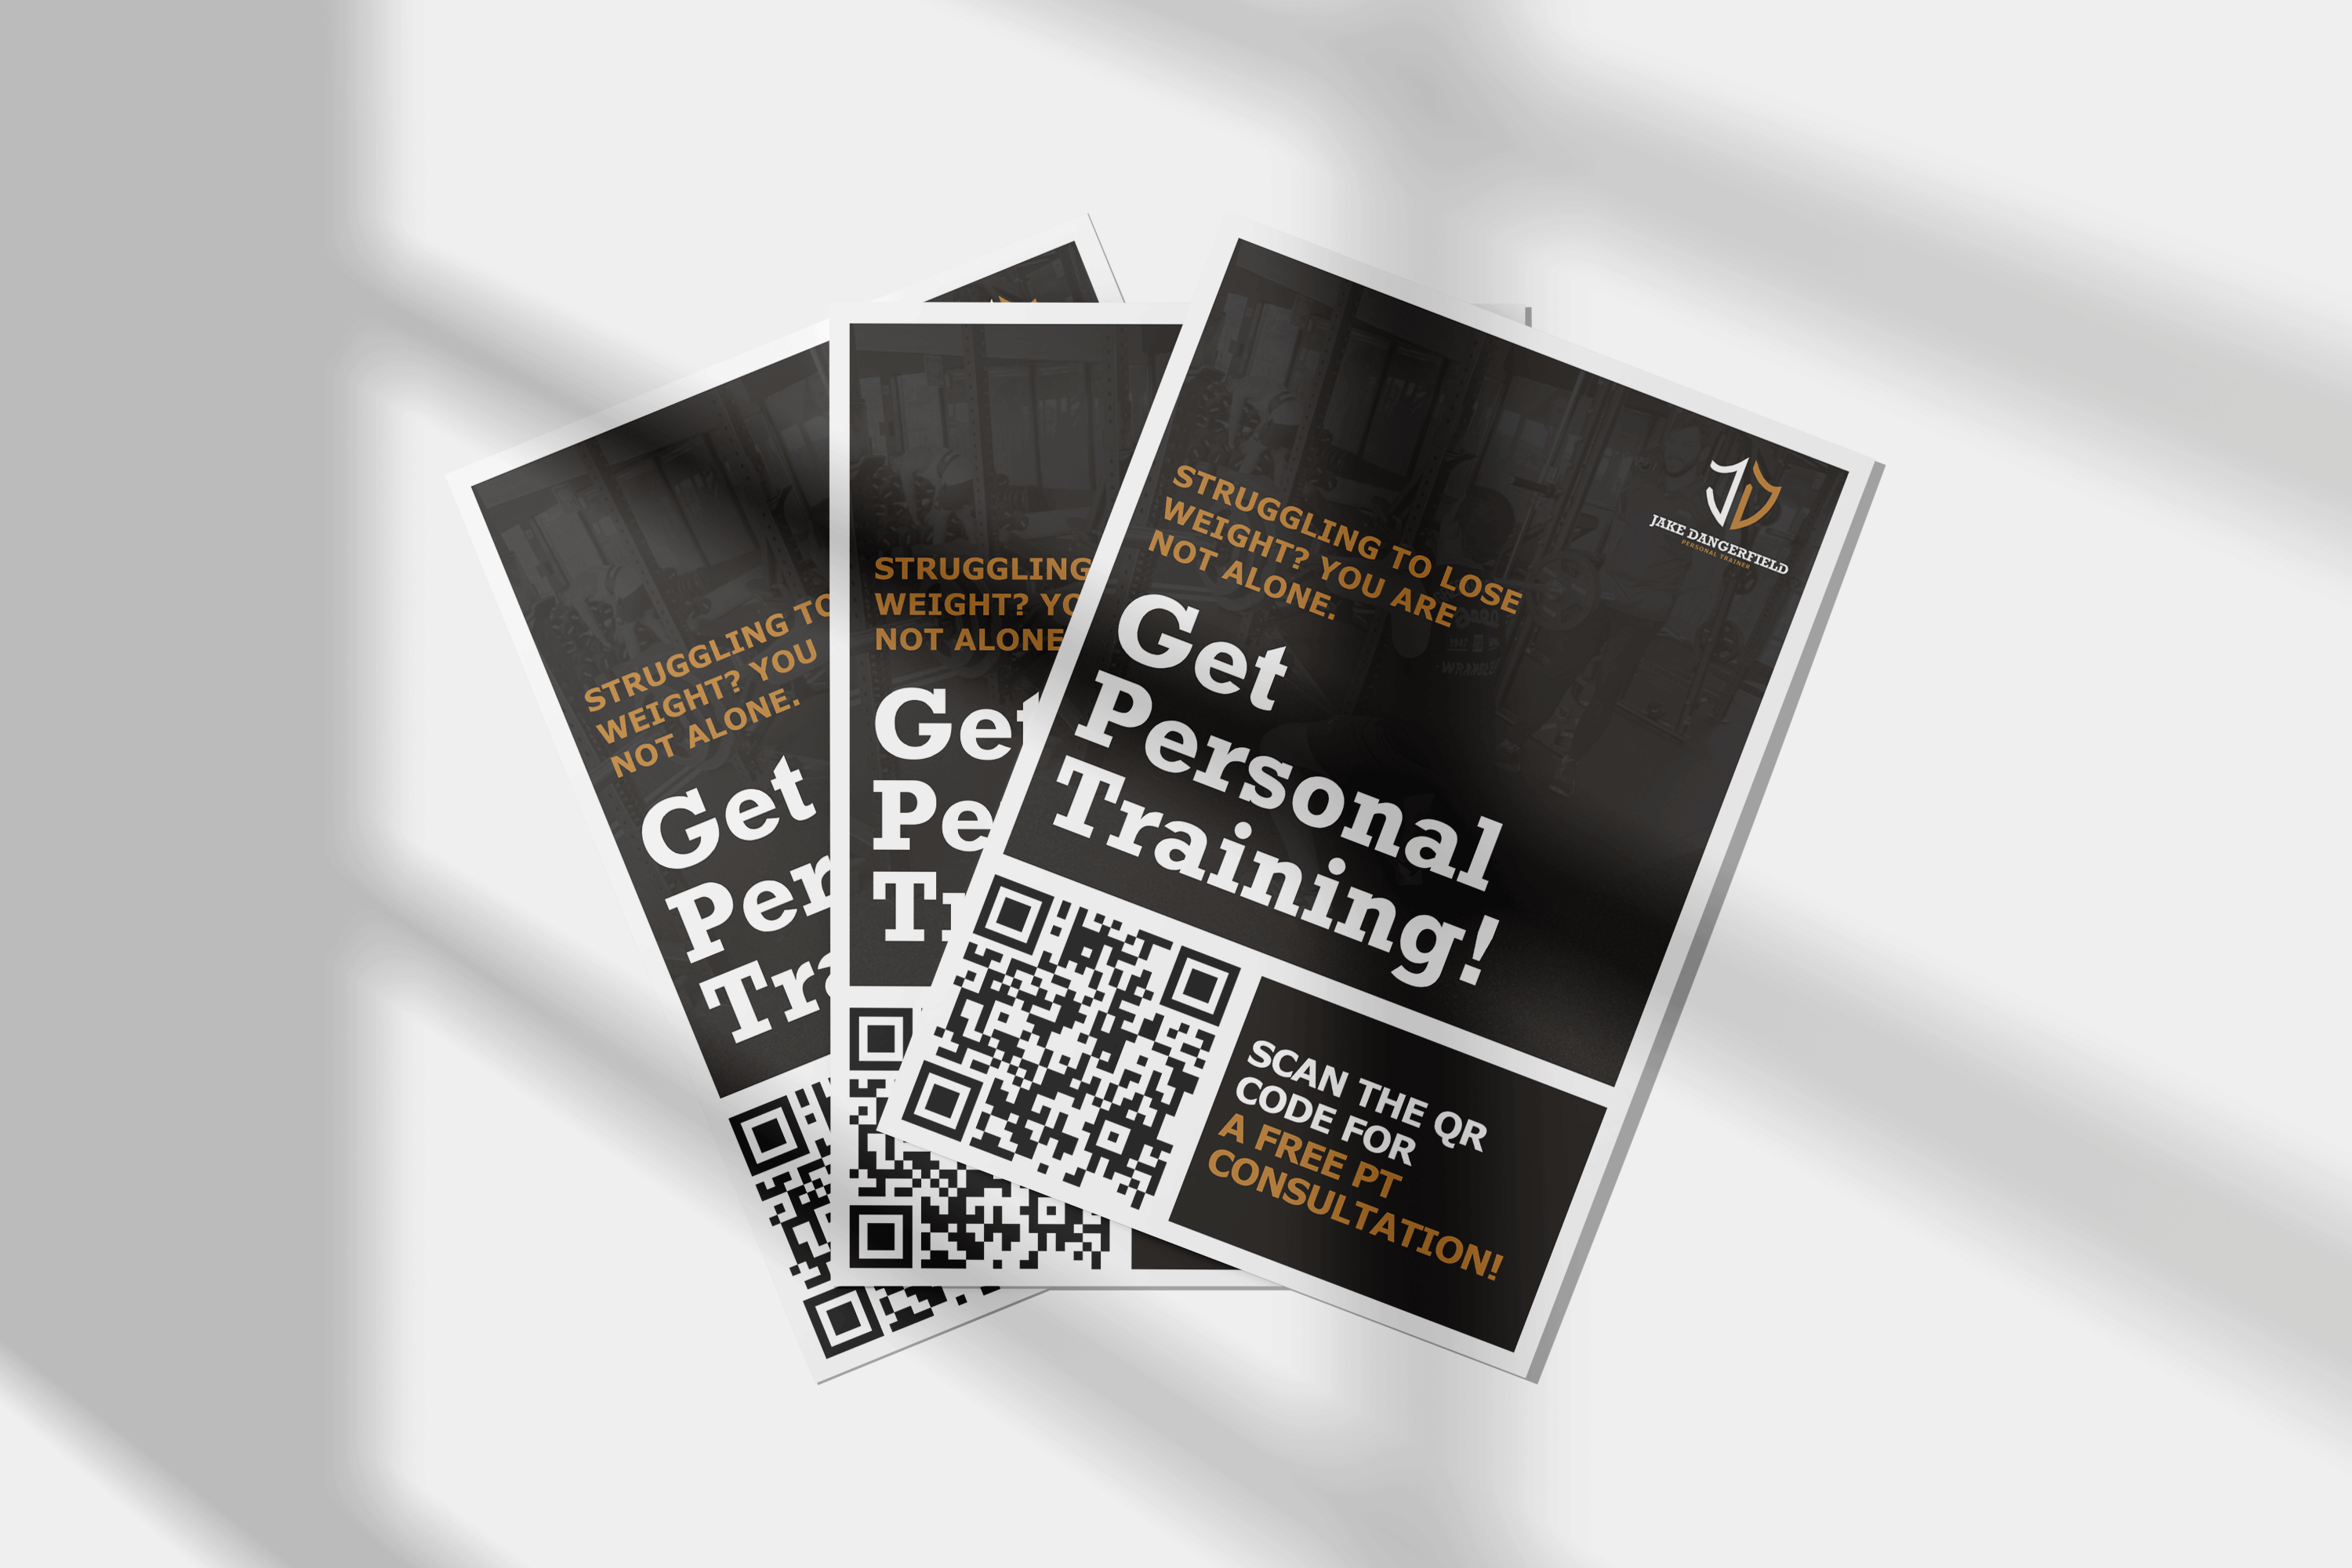 STRUGGLING TO
WEIGHT? YOU
NOT ALONE.
Get
Per
Tra
STRUGGLING
WEIGHT? YO
NOT ALONE
Get
Pe
Tr
JAKE DANGERFIELD
PERSONAL TRAINER
STRUGGLING TO LOSE
WEIGHT? YOU ARE
NOT ALONE.
Get
Personal
Training!
SCAN THE QR
CODE FOR
A FREE PT
CONSULTATION!